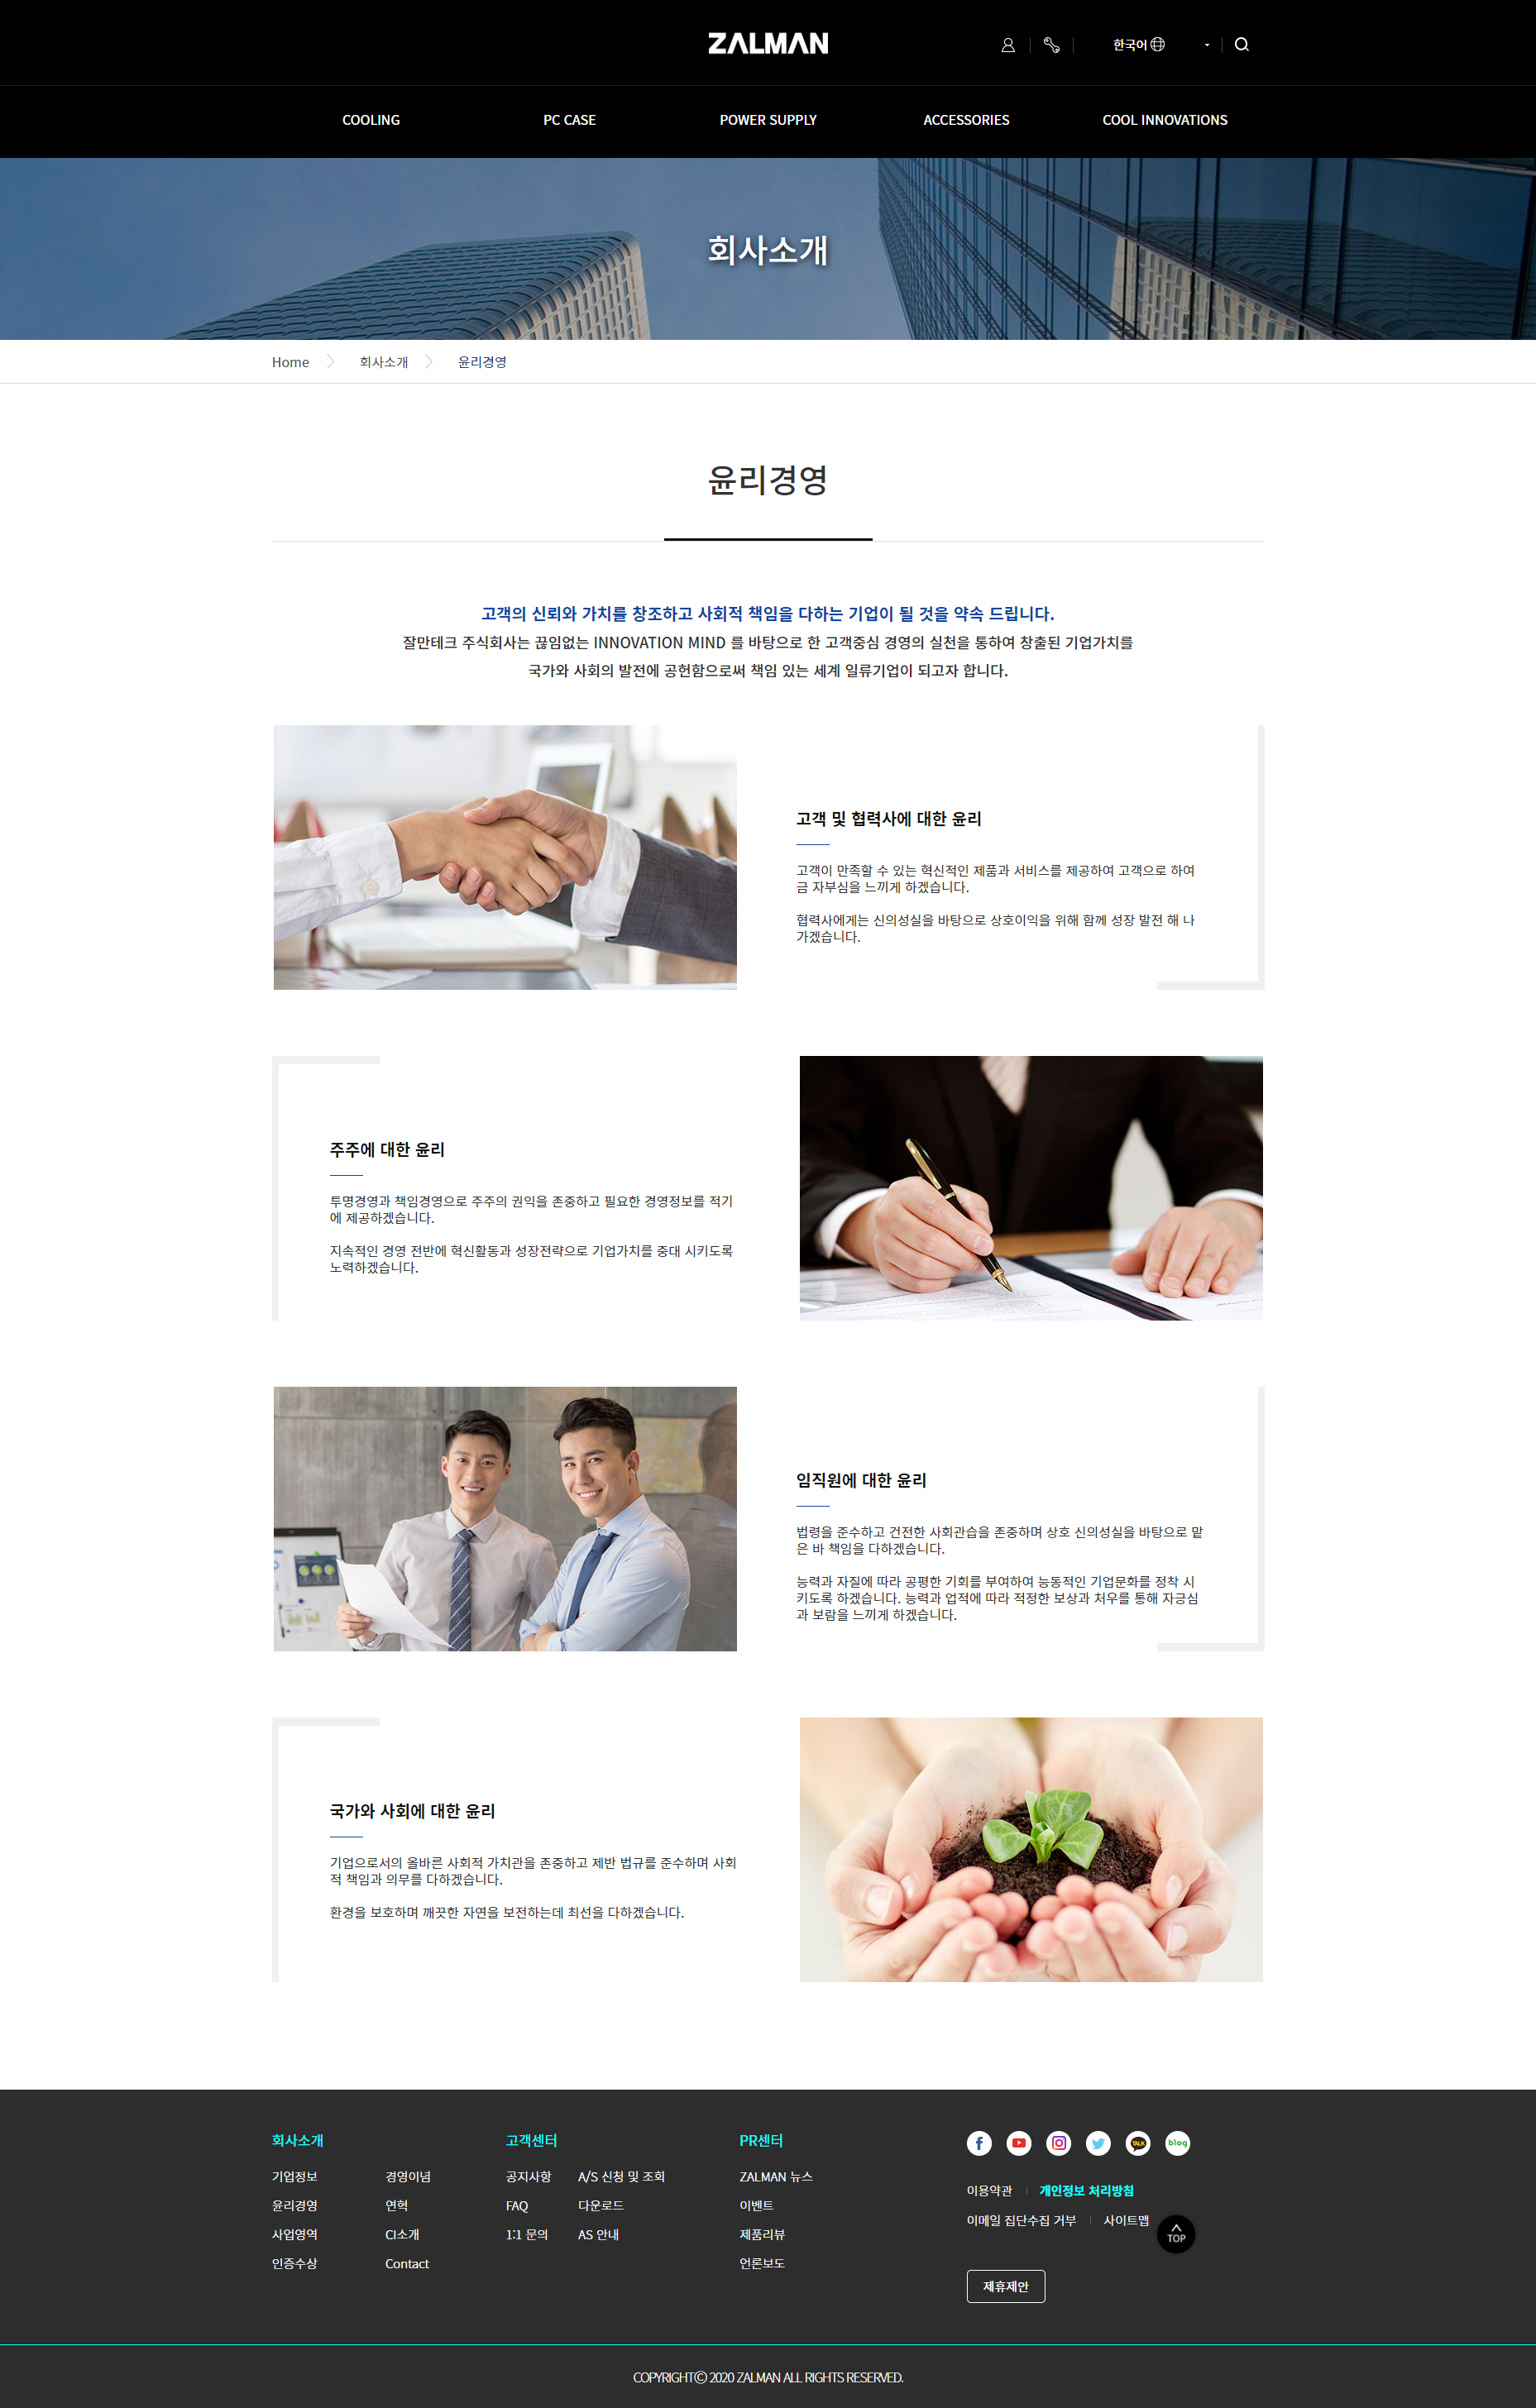 ZALMAN
한국어
COOLING
PC CASE
POWER SUPPLY
ACCESSORIES
COOL INNOVATIONS
회사소개
Home
회사소개
윤리경영
윤리경영
고객의 신뢰와 가치를 창조하고 사회적 책임을 다하는 기업이 될 것을 약속 드립니다.
잘만테크 주식회사는 끊임없는 INNOVATION MIND 를 바탕으로 한 고객중심 경영의 실천을 통하여 창출된 기업가치를
국가와 사회의 발전에 공헌함으로써 책임 있는 세계 일류기업이 되고자 합니다.
고객 및 협력사에 대한 윤리
고객이 만족할 수 있는 혁신적인 제품과 서비스를 제공하여 고객으로 하여
금 자부심을 느끼게 하겠습니다.
협력사에게는 신의성실을 바탕으로 상호이익을 위해 함께 성장 발전 해 나
가겠습니다.
주주에 대한 윤리
투명경영과 책임경영으로 주주의 권익을 존중하고 필요한 경영정보를 적기
에 제공하겠습니다.
지속적인 경영 전반에 혁신활동과 성장전략으로 기업가치를 중대 시키도록
노력하겠습니다.
임직원에 대한 윤리
법령을 준수하고 건전한 사회관습을 존중하며 상호 신의성실을 바탕으로 맡
은 바 책임을 다하겠습니다.
능력과 자질에 따라 공평한 기회를 부여하여 능동적인 기업문화를 정착 시
키도록 하겠습니다. 능력과 업적에 따라 적정한 보상과 처우를 통해 자긍심
과 보람을 느끼게 하겠습니다.
국가와 사회에 대한 윤리
기업으로서의 올바른 사회적 가치관을 존중하고 제반 법규를 준수하며 사회
적 책임과 의무를 다하겠습니다.
환경을 보호하며 깨끗한 자연을 보전하는데 최선을 다하겠습니다.
회사소개
기업정보
경영이념
윤리경영
연혁
사업영역
CI소개
인증수상
Contact
고객센터
공지사항
A/S 신청 및 조회
FAQ
다운로드
1:1 문의
AS 안내
PR센터
ZALMAN 뉴스
이벤트
제품리뷰
언론보도
f
TALK
blog
이용약관
개인정보 처리방침
이메일 집단수집 거부
사이트맵
TOP
제휴제안
COPYRIGHTⓒ 2020 ZALMAN ALL RIGHTS RESERVED.